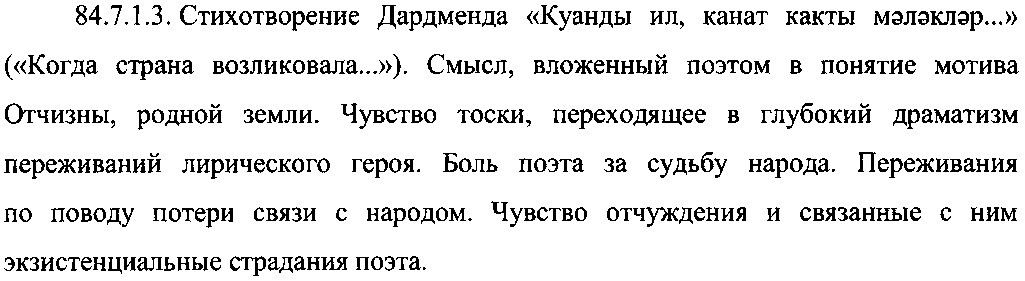 84.7.1.3. Стихотворение Дардменда «Куанды ил, канат какты мәләкләр...»
(«Когда страна возликовала...»). Смысл, вложенный поэтом в понятие мотива
Отчизны, родной земли. Чувство тоски, переходящее в глубокий драматизм
переживаний лирического героя. Боль поэта за судьбу народа. Переживания
по поводу потери связи с народом. Чувство отчуждения и связанные с ним
экзистенциальные страдания поэта.